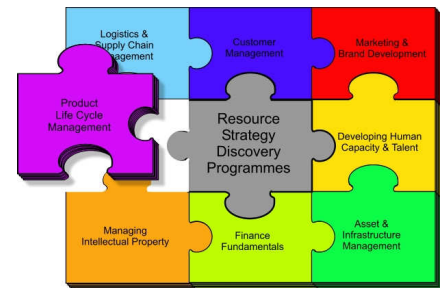 Logistics &
Supply Chain
Management
Customer
Management
Marketing &
Brand Development
Product
Life Cycle
Management
Resource
Strategy
Discovery
Programmes
Developing Human
Capacity & Talent
Managing
Intellectual Property
Finance
Fundamentals
Asset &
Infrastructure
Management